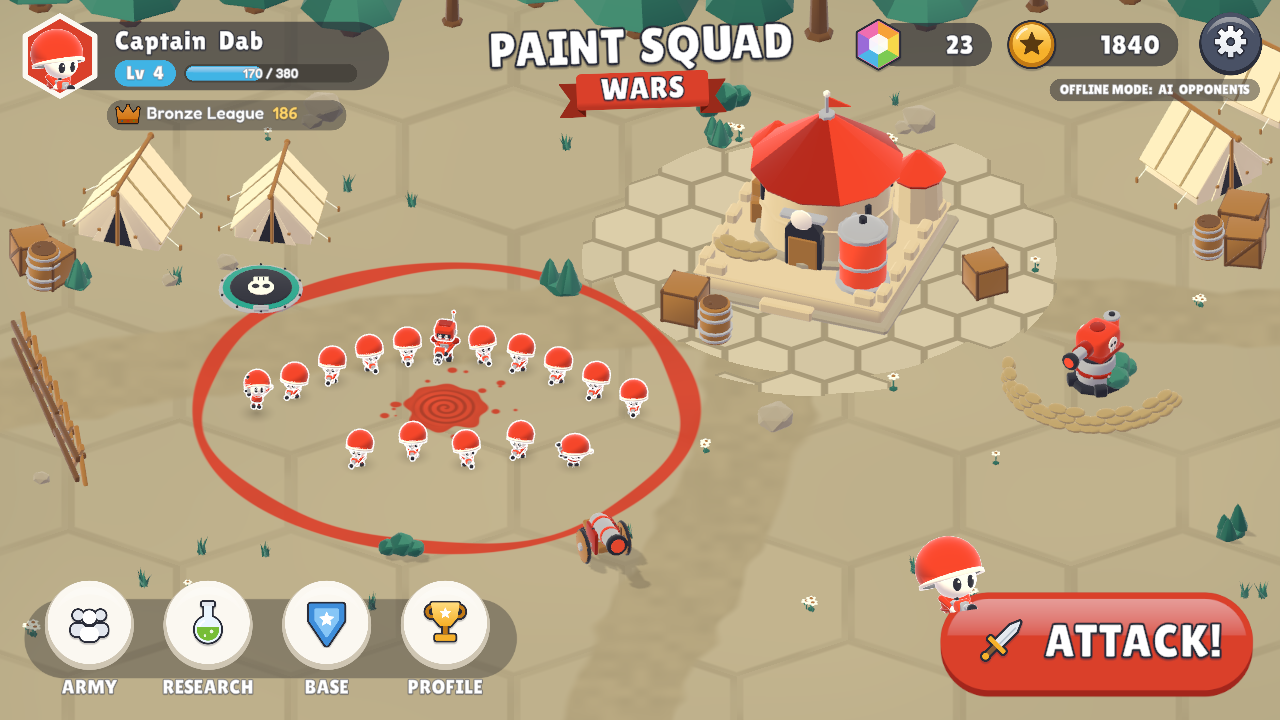 Captain Dab
Lv 4
170 / 380
Bronze League 186
PAINT SQUAD
WARS
23
1840
OFFLINE MODE: AI OPPONENTS
ARMY
RESEARCH
BASE
PROFILE
ATTACK!